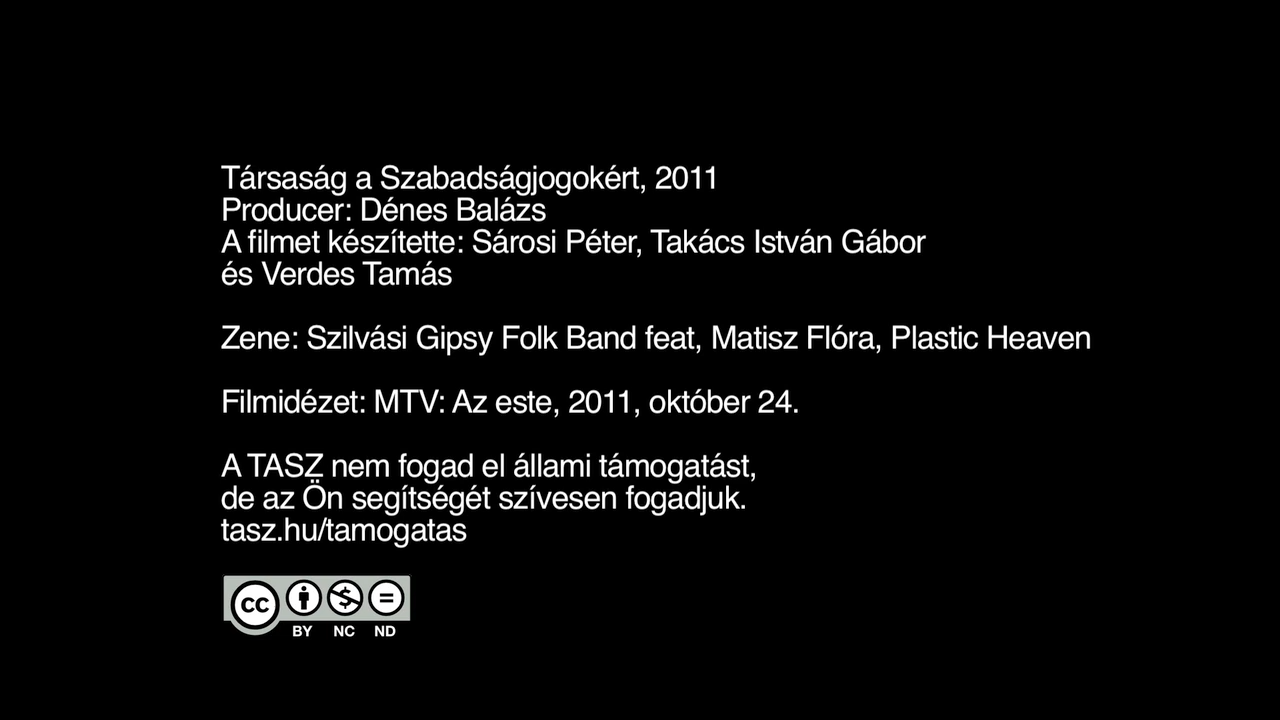 Társaság a Szabadságjogokért, 2011
Producer: Dénes Balázs
A filmet készítette: Sárosi Péter, Takács István Gábor
és Verdes Tamás
Zene: Szilvási Gipsy Folk Band feat, Matisz Flóra, Plastic Heaven
Filmidézet: MTV: Az este, 2011, október 24.
A TASZ nem fogad el állami támogatást,
de az Ön segítségét szívesen fogadjuk.
tasz.hu/tamogatas
CC
BY NC ND